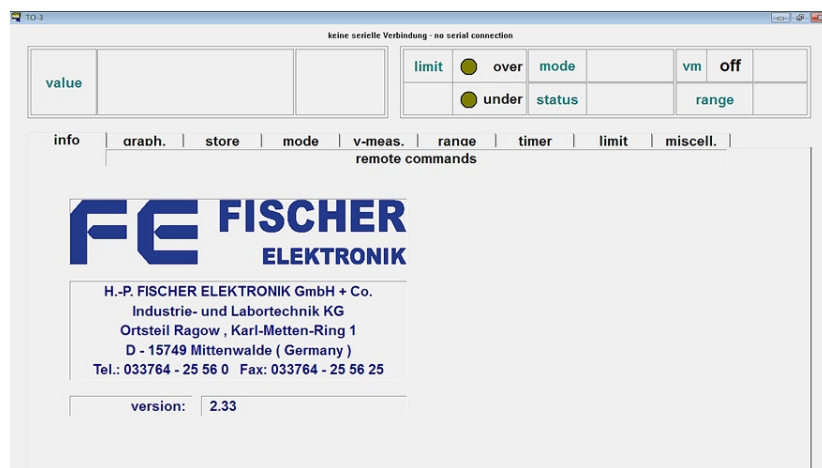 TO-3
keine serielle Verbindung - no serial connection
value
limit over mode vm off
under status range
info graph. store mode v-meas. range timer limit miscell.
remote commands
FE FISCHER
ELEKTRONIK
H.-P. FISCHER ELEKTRONIK GmbH + Co.
Industrie- und Labortechnik KG
Ortsteil Ragow , Karl-Metten-Ring 1
D - 15749 Mittenwalde ( Germany )
Tel.: 033764 - 25 56 0 Fax: 033764 - 25 56 25
version: 2.33